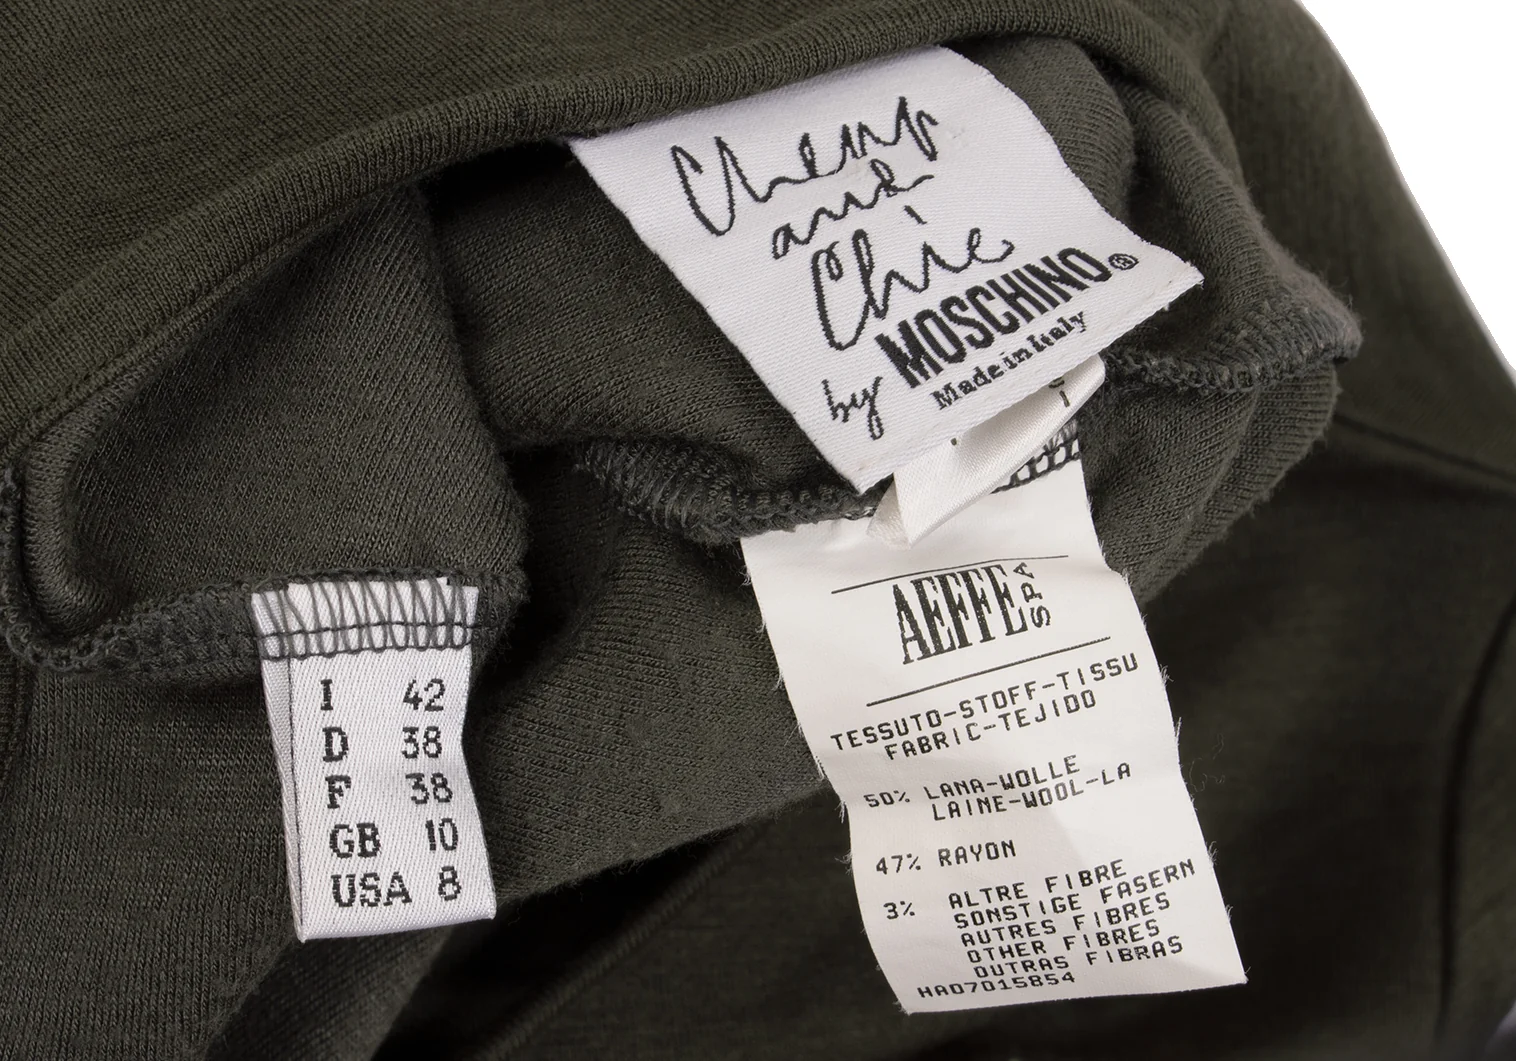 Cheap
and
Chic
by MOSCHINO®
Made in Italy
AEFFE SPA
TESSUTO-STOFF-TISSU
FABRIC-TEJIDO
50% LANA-WOLLE
LAINE-WOOL-LA
47% RAYON
3% ALTRE FIBRE
SONSTIGE FASERN
AUTRES FIBRES
OTHER FIBRES
OUTRAS FIBRAS
HA07015854
I 42
D 38
F 38
GB 10
USA 8